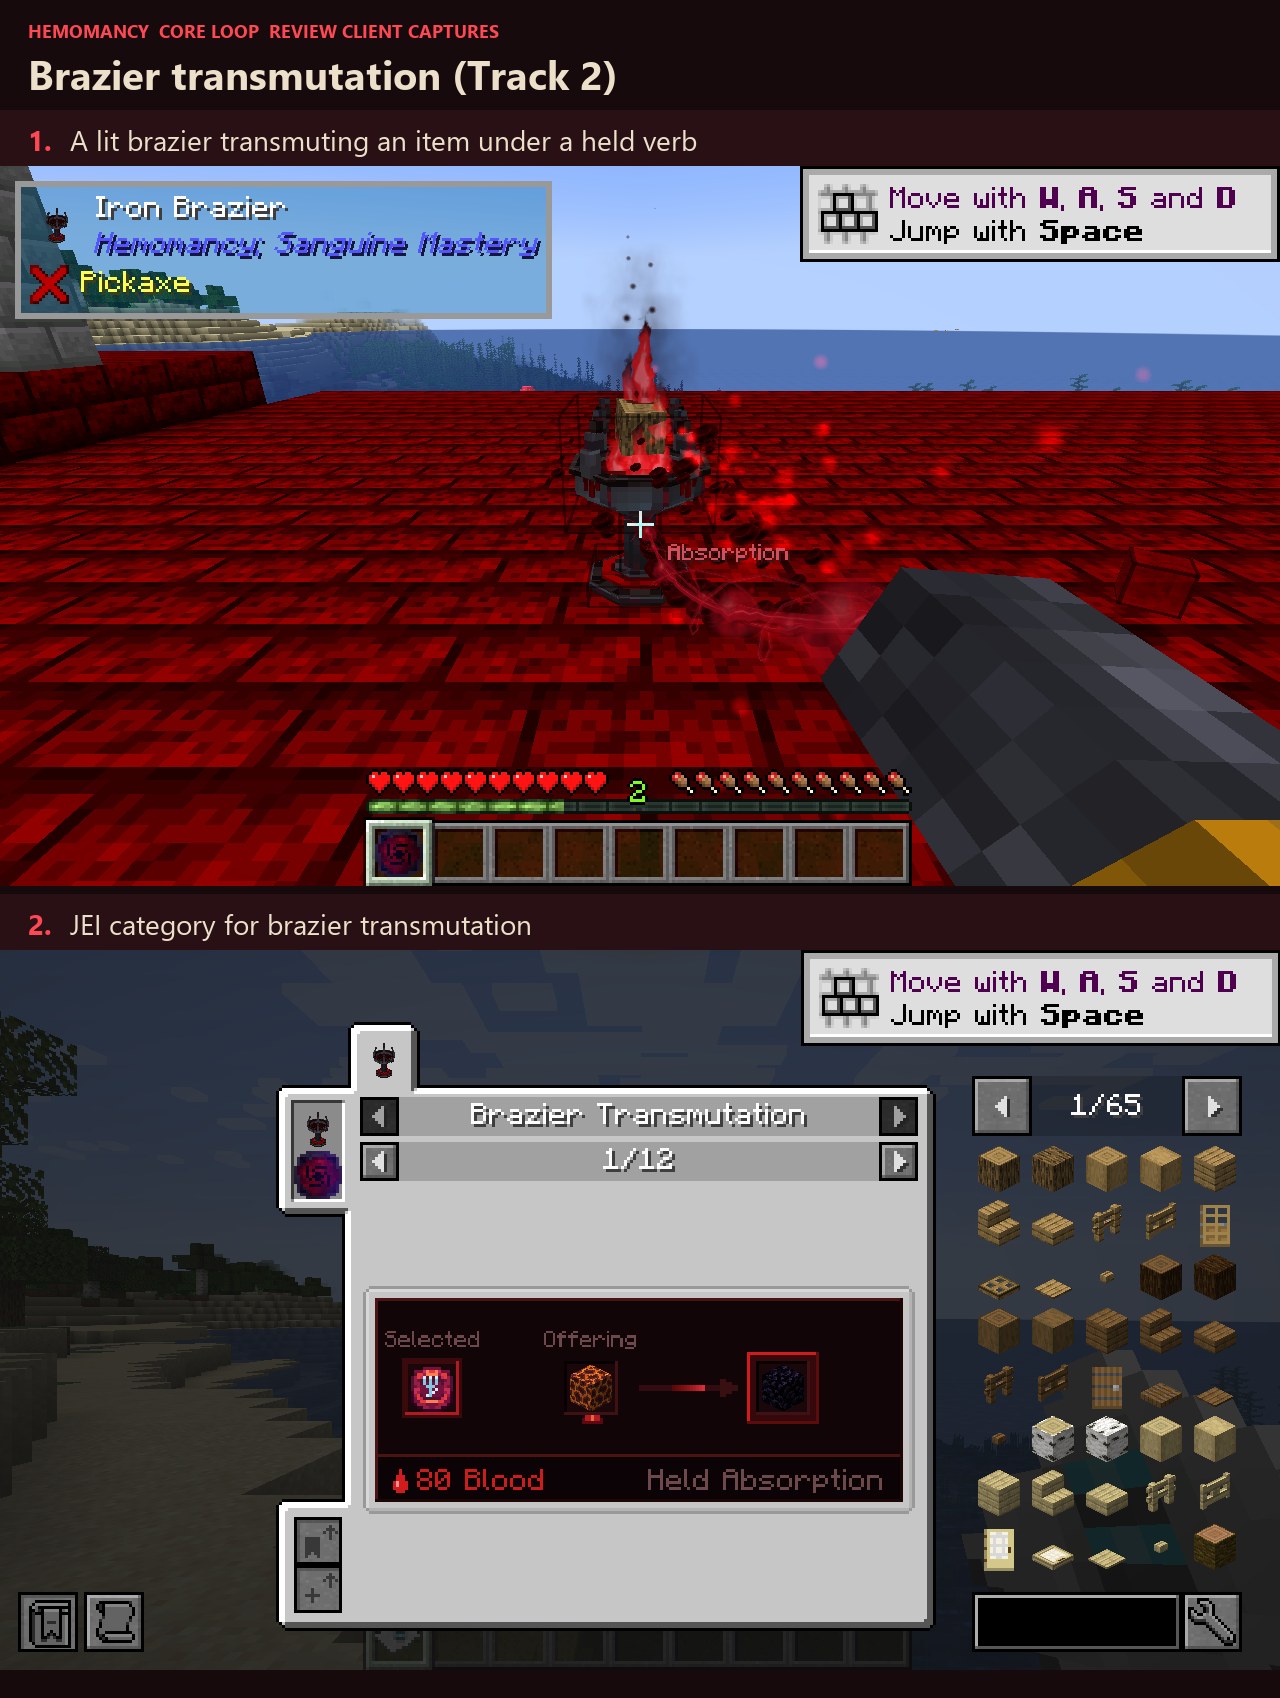 HEMOMANCY CORE LOOP REVIEW CLIENT CAPTURES
Brazier transmutation (Track 2)
1. A lit brazier transmuting an item under a held verb
Iron Brazier
Hemomancy; Sanguine Mastery
Pickaxe
Move with W, A, S and D
Jump with Space
Absorption
2
2. JEI category for brazier transmutation
Move with W, A, S and D
Jump with Space
Brazier Transmutation
1/12
1/65
Selected
Offering
80 Blood
Held Absorption